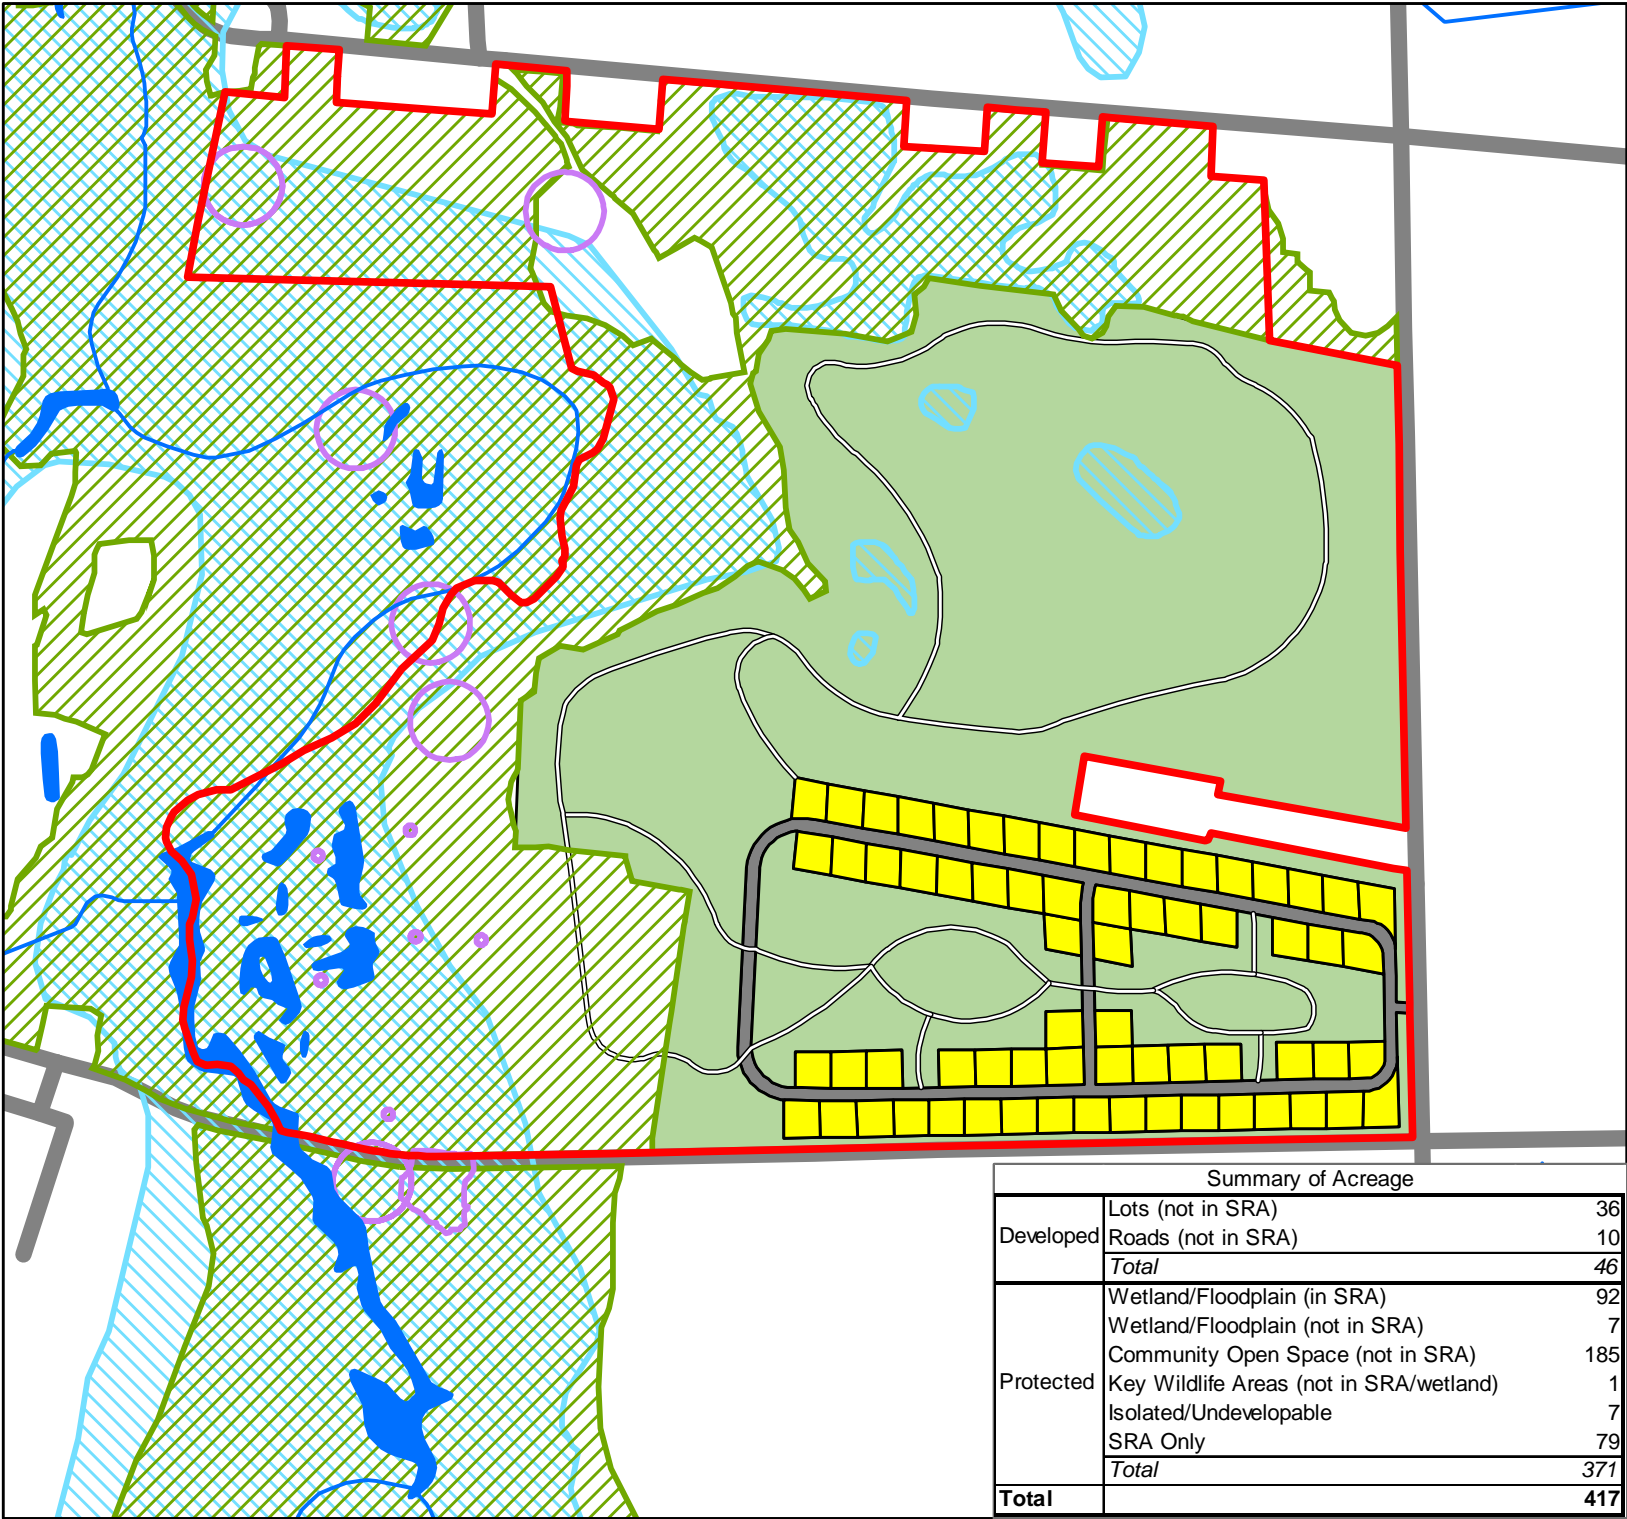 Summary of Acreage
Developed
Lots (not in SRA) 36
Roads (not in SRA) 10
Total 46
Protected
Wetland/Floodplain (in SRA) 92
Wetland/Floodplain (not in SRA) 7
Community Open Space (not in SRA) 185
Key Wildlife Areas (not in SRA/wetland) 1
Isolated/Undevelopable 7
SRA Only 79
Total 371
Total 417